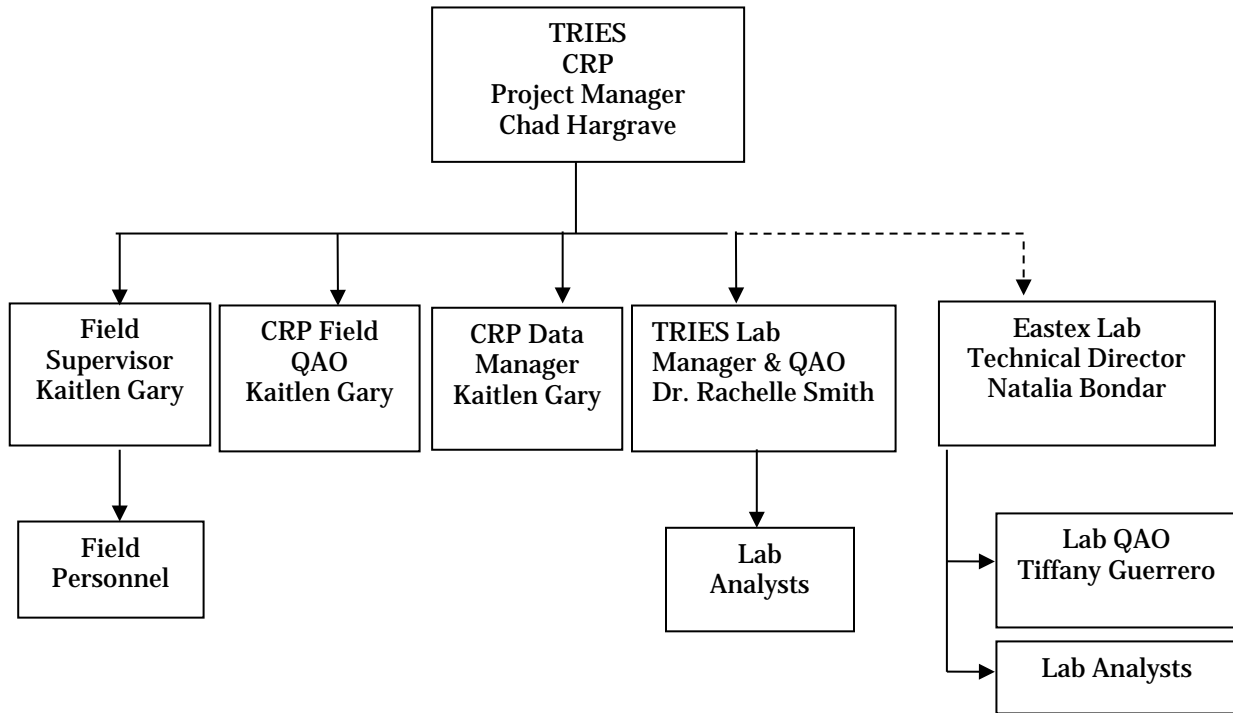 TRIES
CRP
Project Manager
Chad Hargrave
Field
Supervisor
Kaitlen Gary
CRP Field
QAO
Kaitlen Gary
CRP Data
Manager
Kaitlen Gary
TRIES Lab
Manager & QAO
Dr. Rachelle Smith
Eastex Lab
Technical Director
Natalia Bondar
Field
Personnel
Lab
Analysts
Lab QAO
Tiffany Guerrero
Lab Analysts